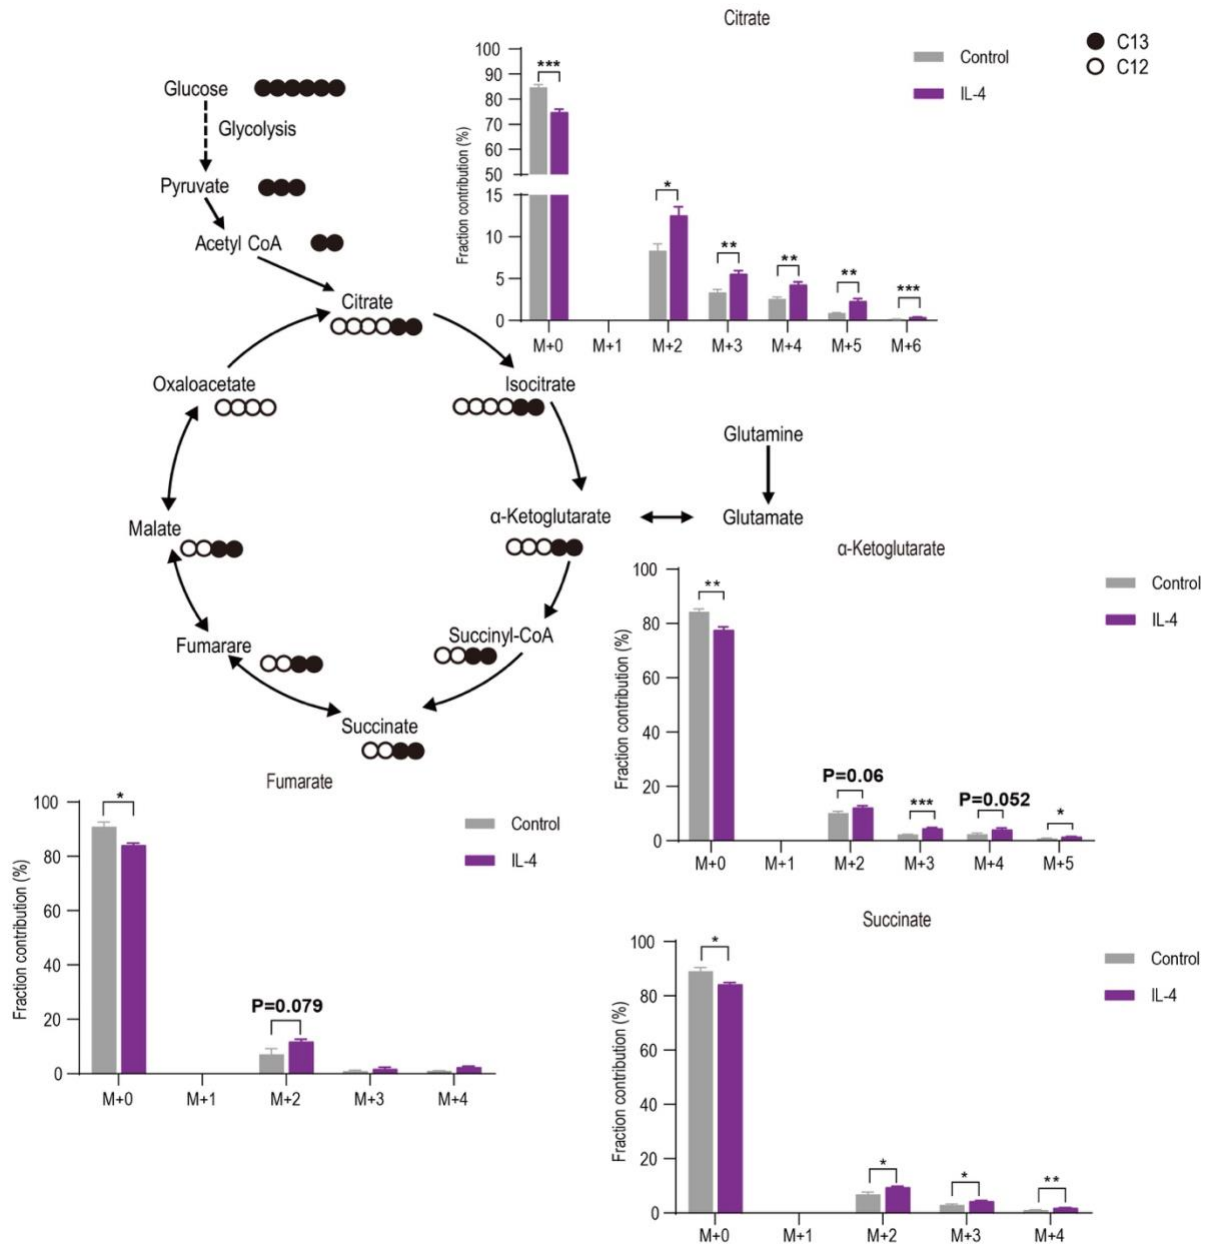 Citrate
Control
IL-4
C13
C12
Fraction contribution (%)
100
90
80
70
60
50
15
10
5
0
***
*
**
**
**
***
M+0 M+1 M+2 M+3 M+4 M+5 M+6
Glucose
Glycolysis
Pyruvate
Acetyl CoA
Citrate
Oxaloacetate
Isocitrate
Glutamine
Malate
α-Ketoglutarate
Glutamate
Fumarare
Succinyl-CoA
Succinate
α-Ketoglutarate
Control
IL-4
Fraction contribution (%)
100
80
60
40
20
0
**
P=0.06
***
P=0.052
*
M+0 M+1 M+2 M+3 M+4 M+5
Fumarate
Control
IL-4
Fraction contribution (%)
100
80
60
40
20
0
*
P=0.079
M+0 M+1 M+2 M+3 M+4
Succinate
Control
IL-4
Fraction contribution (%)
100
80
60
40
20
0
*
*
*
**
M+0 M+1 M+2 M+3 M+4